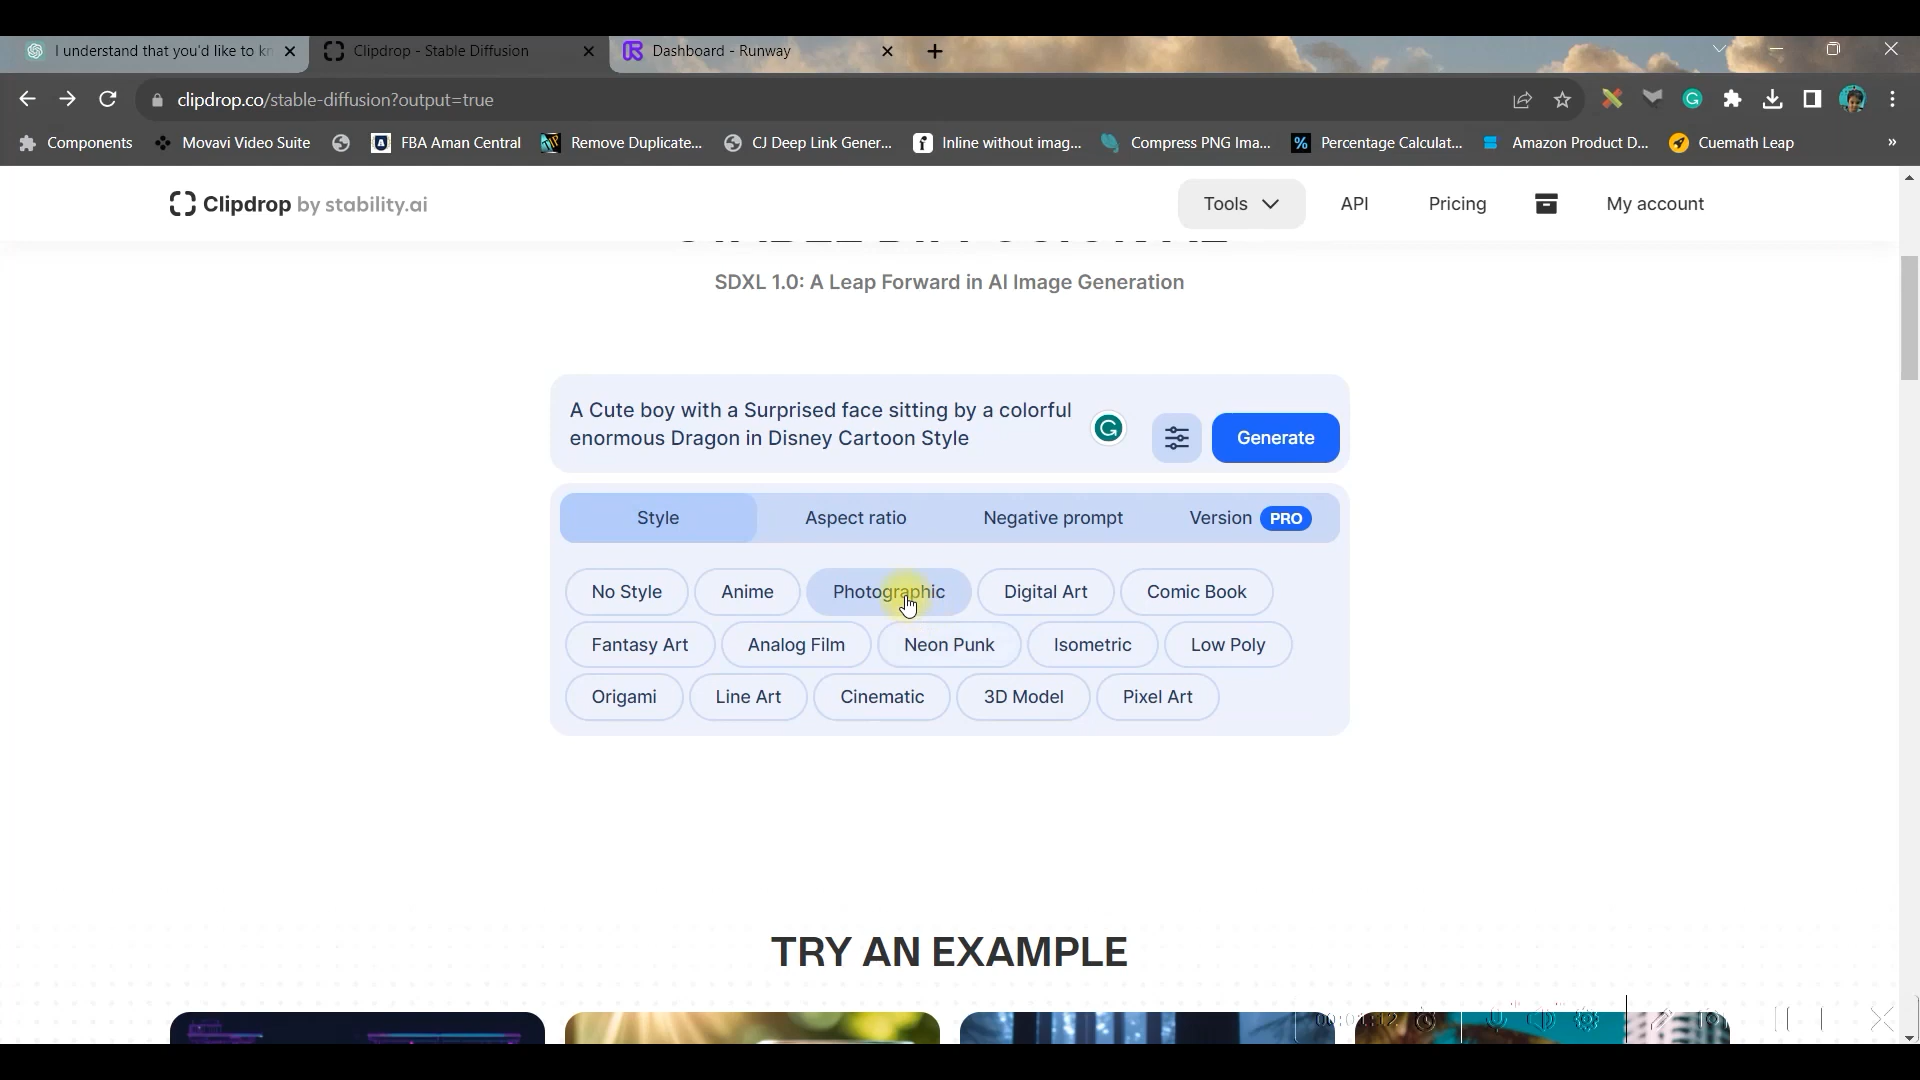 I understand that you'd like to kn
Clipdrop - Stable Diffusion
Dashboard - Runway
clipdrop.co/stable-diffusion?output=true
Components
Movavi Video Suite
FBA Aman Central
Remove Duplicate...
CJ Deep Link Gener...
Inline without imag...
Compress PNG Ima...
Percentage Calculat...
Amazon Product D...
Cuemath Leap
»
Clipdrop by stability.ai
Tools
API
Pricing
My account
SDXL 1.0: A Leap Forward in AI Image Generation
A Cute boy with a Surprised face sitting by a colorful
enormous Dragon in Disney Cartoon Style
Generate
Style
Aspect ratio
Negative prompt
Version PRO
No Style
Anime
Photographic
Digital Art
Comic Book
Fantasy Art
Analog Film
Neon Punk
Isometric
Low Poly
Origami
Line Art
Cinematic
3D Model
Pixel Art
TRY AN EXAMPLE